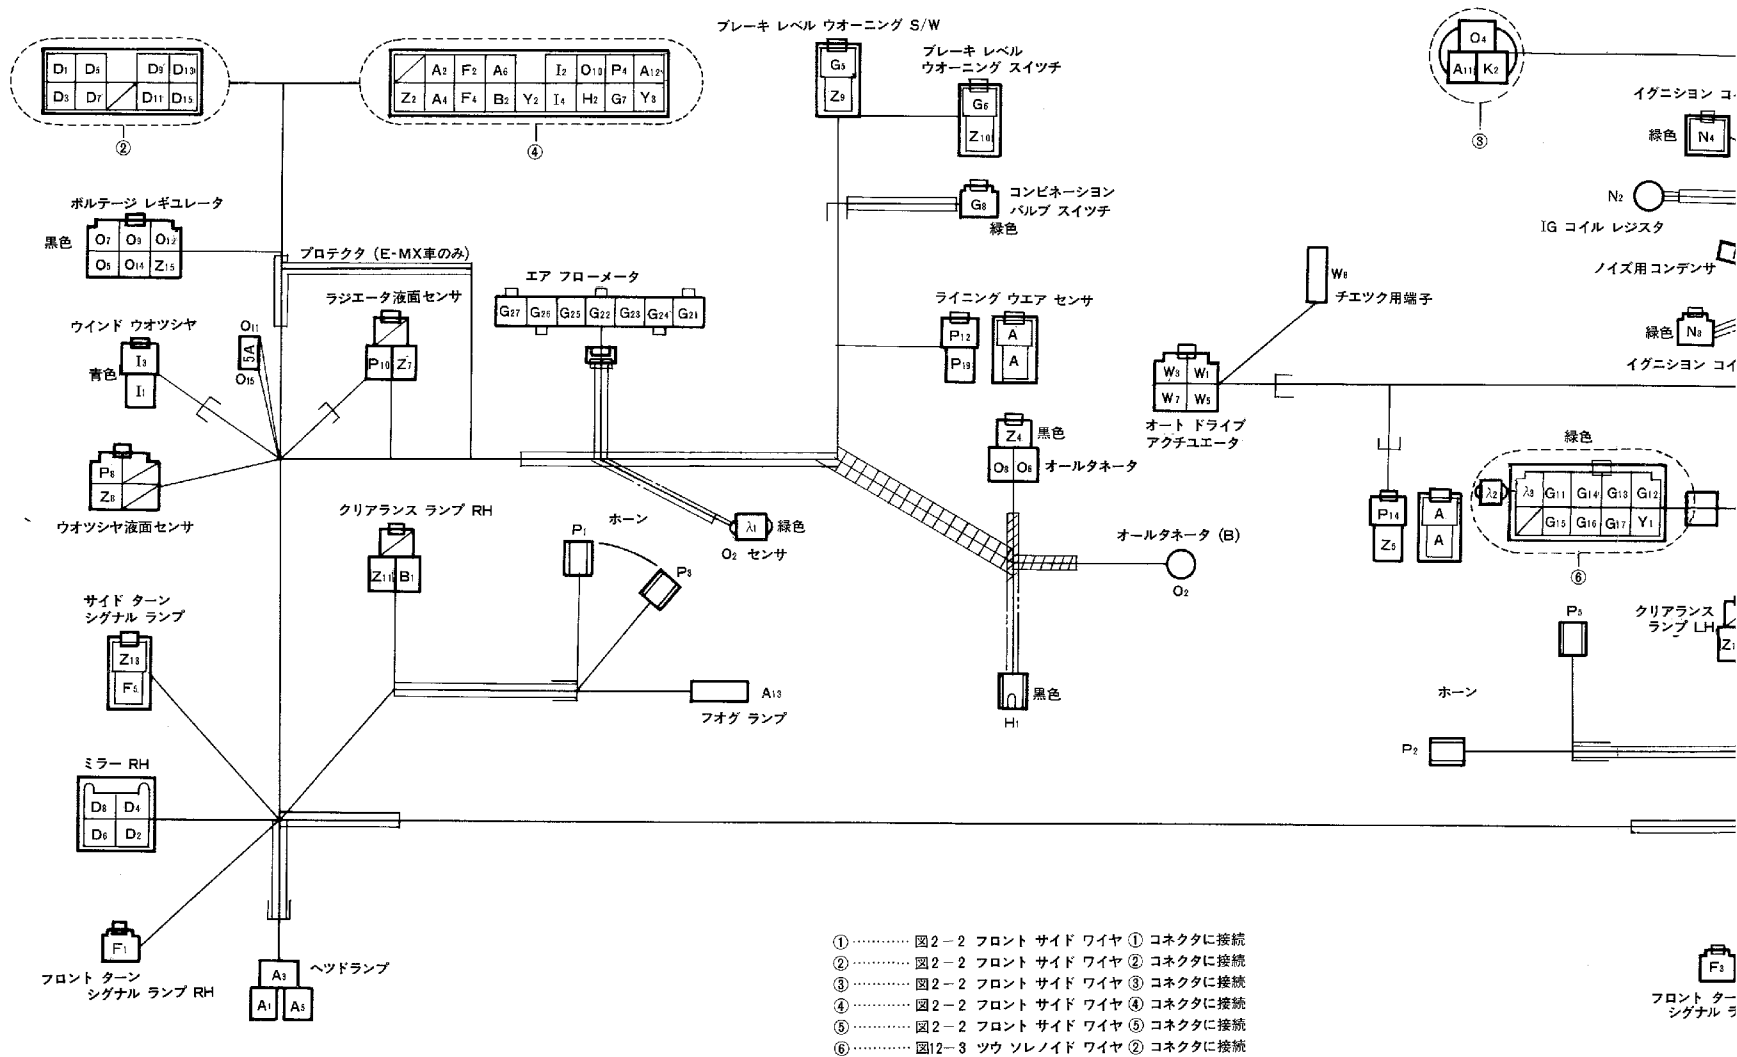 ブレーキ レベル ウオーニング S/W
ブレーキ レベル
ウオーニング スイツチ
D1 D5 D9 D13
D3 D7 D11 D15
②
A2 F2 A6 I2 O10 P4 A12
Z2 A4 F4 B2 Y2 I4 H2 G7 Y3
④
G5
Z9
G6
Z10
O4
A11 K2
③
イグニシヨン コ
緑色
N4
N2
IG コイル レジスタ
ノイズ用コンデンサ
緑色
N3
イグニシヨン コイ
ボルテージ レギユレータ
黒色
O7 O9 O12
O5 O14 Z15
プロテクタ (E-MX車のみ)
G8
コンビネーシヨン
バルブ スイツチ
緑色
ラジエータ液面センサ
P10 Z7
エア フローメータ
G27 G26 G25 G22 G23 G24 G21
ライニング ウエア センサ
P12
P19
A
A
W8
チエツク用端子
ウインド ウオツシヤ
青色
I3
I1
O11
5A
O15
W3 W1
W7 W5
オート ドライブ
アクチユエータ
P6
Z8
ウオツシヤ液面センサ
Z4
黒色
O8 O6
オールタネータ
緑色
P14
Z5
A
A
λ2
λ3 G11 G14 G13 G12
G15 G16 G17 Y1
⑥
クリアランス ランプ RH
Z11 B1
ホーン
P1
P3
λ1
緑色
O2 センサ
オールタネータ (B)
O2
サイド ターン
シグナル ランプ
Z13
F5
P5
クリアランス
ランプ LH
Z1
A13
フオグ ランプ
黒色
H1
ホーン
P2
ミラー RH
D8 D4
D6 D2
F1
フロント ターン
シグナル ランプ RH
ヘツドランプ
A3
A1 A5
F3
フロント ター
シグナル ラ
①………… 図2-2 フロント サイド ワイヤ ① コネクタに接続
②………… 図2-2 フロント サイド ワイヤ ② コネクタに接続
③………… 図2-2 フロント サイド ワイヤ ③ コネクタに接続
④………… 図2-2 フロント サイド ワイヤ ④ コネクタに接続
⑤………… 図2-2 フロント サイド ワイヤ ⑤ コネクタに接続
⑥………… 図12-3 ツウ ソレノイド ワイヤ ② コネクタに接続